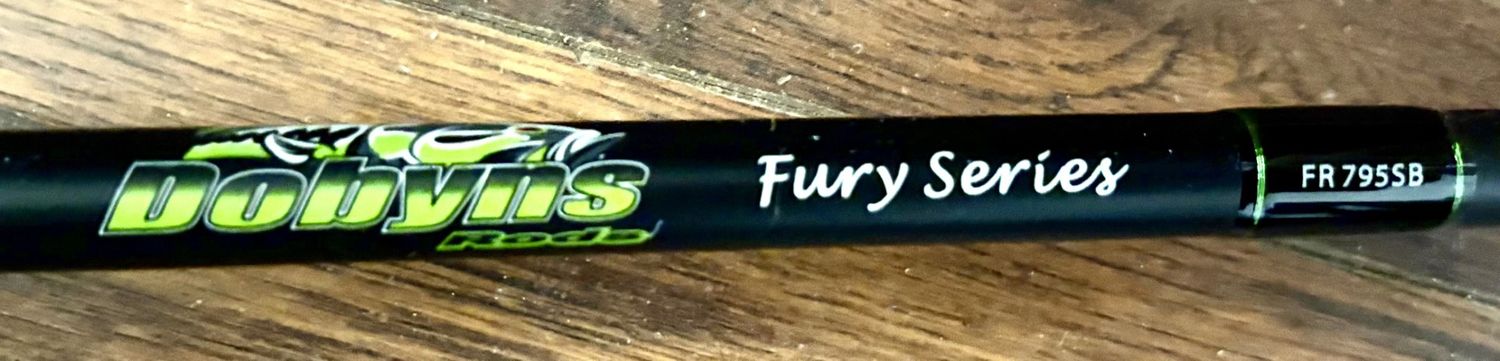 Dobyns
Rods
Fury Series
FR 795SB